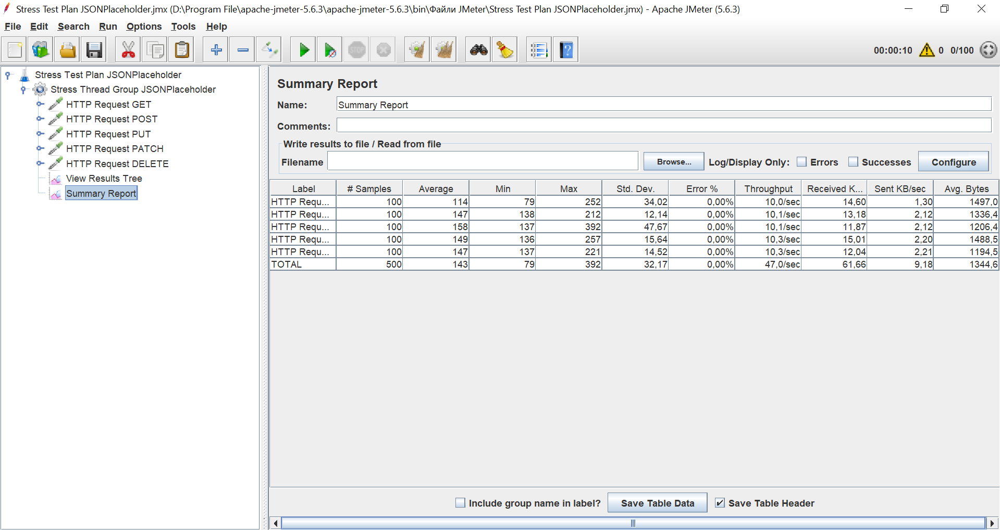 Stress Test Plan JSONPlaceholder.jmx (D:\Program File\apache-jmeter-5.6.3\apache-jmeter-5.6.3\bin\Файли JMeter\Stress Test Plan JSONPlaceholder.jmx) - Apache JMeter (5.6.3)
File Edit Search Run Options Tools Help
STOP ? 00:00:10 0 0/100
Stress Test Plan JSONPlaceholder
Stress Thread Group JSONPlaceholder
HTTP Request GET
HTTP Request POST
HTTP Request PUT
HTTP Request PATCH
HTTP Request DELETE
View Results Tree
Summary Report
Summary Report
Name: Summary Report
Comments:
Write results to file / Read from file
Filename Browse... Log/Display Only: Errors Successes Configure
Label # Samples Average Min Max Std. Dev. Error % Throughput Received K... Sent KB/sec Avg. Bytes
HTTP Requ... 100 114 79 252 34,02 0,00% 10,0/sec 14,60 1,30 1497,0
HTTP Requ... 100 147 138 212 12,14 0,00% 10,1/sec 13,18 2,12 1336,4
HTTP Requ... 100 158 137 392 47,67 0,00% 10,1/sec 11,87 2,12 1206,4
HTTP Requ... 100 149 136 257 15,64 0,00% 10,3/sec 15,01 2,20 1488,5
HTTP Requ... 100 147 137 221 14,52 0,00% 10,3/sec 12,04 2,21 1194,5
TOTAL 500 143 79 392 32,17 0,00% 47,0/sec 61,66 9,18 1344,6
Include group name in label? Save Table Data Save Table Header